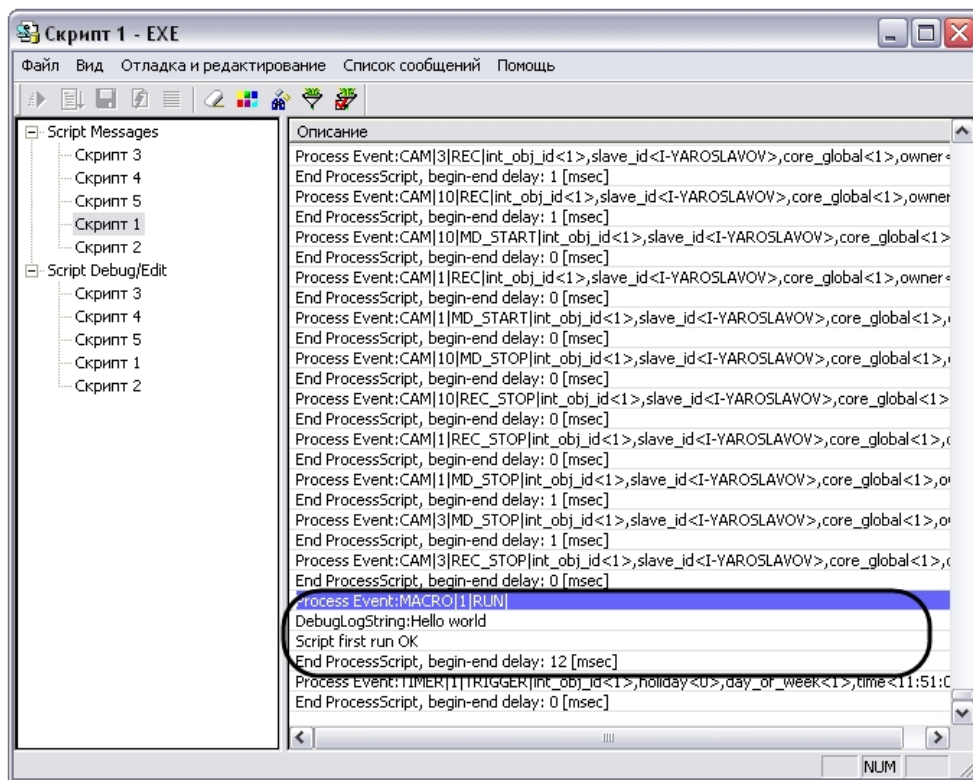 Скрипт 1 - EXE
Файл Вид Отладка и редактирование Список сообщений Помощь
Script Messages
Скрипт 3
Скрипт 4
Скрипт 5
Скрипт 1
Скрипт 2
Script Debug/Edit
Скрипт 3
Скрипт 4
Скрипт 5
Скрипт 1
Скрипт 2
Описание
Process Event:CAM|3|REC|int_obj_id<1>,slave_id<I-YAROSLAVOV>,core_global<1>,owner<
End ProcessScript, begin-end delay: 1 [msec]
Process Event:CAM|10|REC|int_obj_id<1>,slave_id<I-YAROSLAVOV>,core_global<1>,owner
End ProcessScript, begin-end delay: 1 [msec]
Process Event:CAM|10|MD_START|int_obj_id<1>,slave_id<I-YAROSLAVOV>,core_global<1>
End ProcessScript, begin-end delay: 0 [msec]
Process Event:CAM|1|REC|int_obj_id<1>,slave_id<I-YAROSLAVOV>,core_global<1>,owner<
End ProcessScript, begin-end delay: 0 [msec]
Process Event:CAM|1|MD_START|int_obj_id<1>,slave_id<I-YAROSLAVOV>,core_global<1>,
End ProcessScript, begin-end delay: 0 [msec]
Process Event:CAM|10|MD_STOP|int_obj_id<1>,slave_id<I-YAROSLAVOV>,core_global<1>,
End ProcessScript, begin-end delay: 0 [msec]
Process Event:CAM|10|REC_STOP|int_obj_id<1>,slave_id<I-YAROSLAVOV>,core_global<1>
End ProcessScript, begin-end delay: 0 [msec]
Process Event:CAM|1|REC_STOP|int_obj_id<1>,slave_id<I-YAROSLAVOV>,core_global<1>,
End ProcessScript, begin-end delay: 0 [msec]
Process Event:CAM|1|MD_STOP|int_obj_id<1>,slave_id<I-YAROSLAVOV>,core_global<1>,
End ProcessScript, begin-end delay: 1 [msec]
Process Event:CAM|3|MD_STOP|int_obj_id<1>,slave_id<I-YAROSLAVOV>,core_global<1>,
End ProcessScript, begin-end delay: 1 [msec]
Process Event:CAM|3|REC_STOP|int_obj_id<1>,slave_id<I-YAROSLAVOV>,core_global<1>,
End ProcessScript, begin-end delay: 0 [msec]
Process Event:MACRO|1|RUN|
DebugLogString:Hello world
Script first run OK
End ProcessScript, begin-end delay: 12 [msec]
Process Event:TIMER|1|TRIGGER|int_obj_id<1>,holiday<0>,day_of_week<1>,time<11:51:0
End ProcessScript, begin-end delay: 0 [msec]
NUM